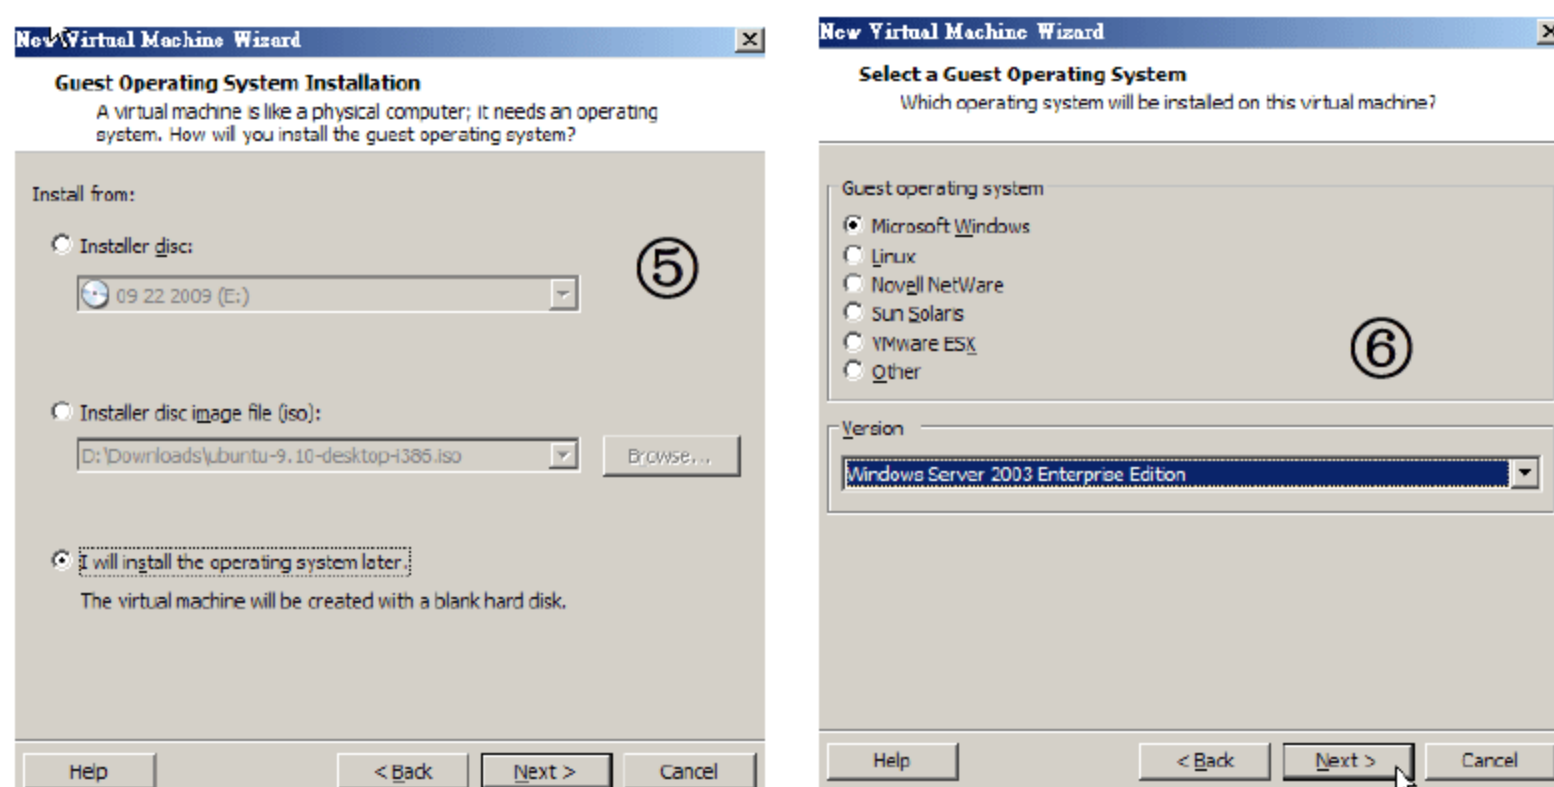 New Virtual Machine Wizard
Guest Operating System Installation
A virtual machine is like a physical computer; it needs an operating
system. How will you install the guest operating system?
Install from:
Installer disc:
09 22 2009 (E:)
⑤
Installer disc image file (iso):
D:\Downloads\ubuntu-9.10-desktop-i386.iso
Browse...
I will install the operating system later.
The virtual machine will be created with a blank hard disk.
Help
< Back
Next >
Cancel
New Virtual Machine Wizard
Select a Guest Operating System
Which operating system will be installed on this virtual machine?
Guest operating system
Microsoft Windows
Linux
Novell NetWare
Sun Solaris
VMware ESX
Other
⑥
Version
Windows Server 2003 Enterprise Edition
Help
< Back
Next >
Cancel